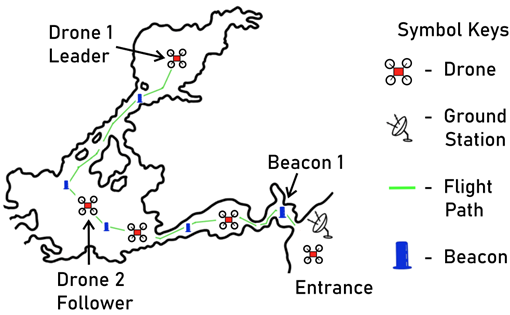 Drone 1
Leader
Symbol Keys
- Drone
- Ground
Station
Beacon 1
- Flight
Path
- Beacon
Drone 2
Follower
Entrance